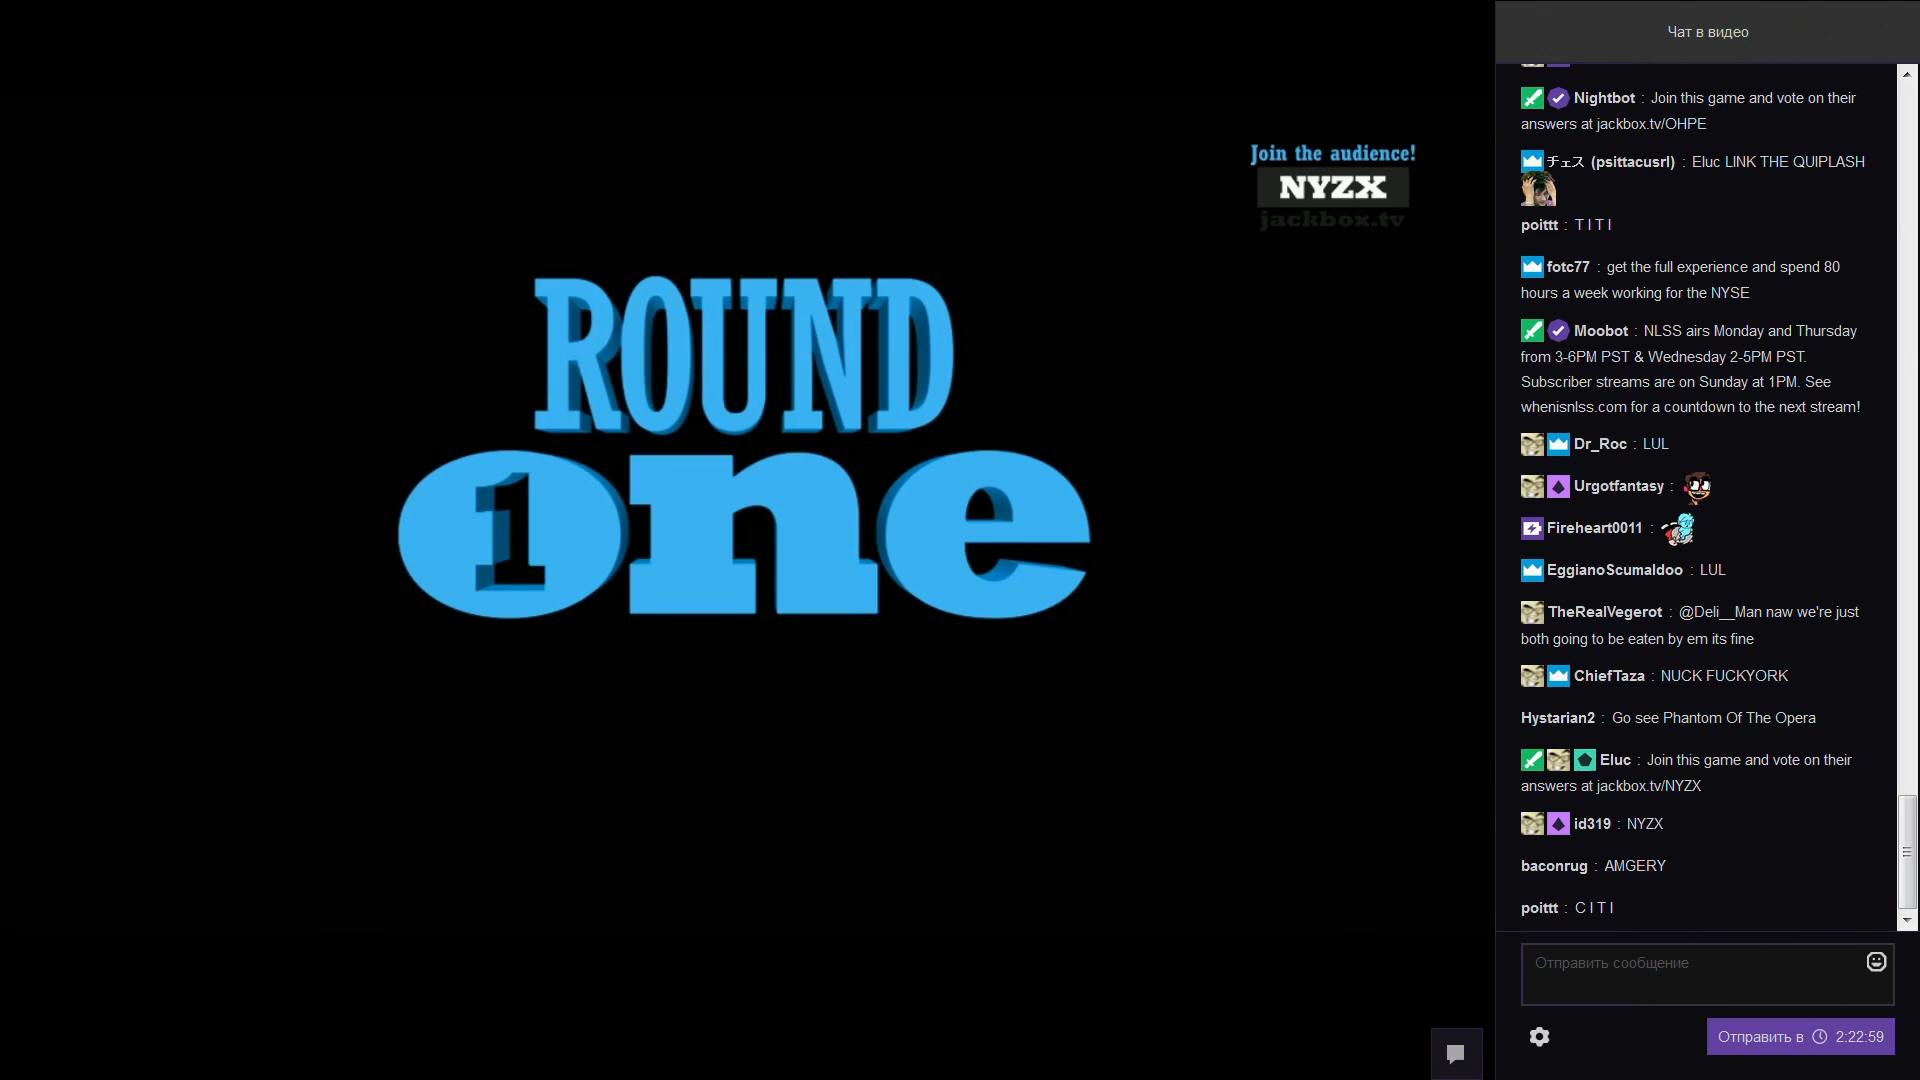 Join the audience!
NYZX
jackbox.tv
ROUND
One
1
Чат в видео
Nightbot : Join this game and vote on their
answers at jackbox.tv/OHPE
チェス (psittacusrl) : Eluc LINK THE QUIPLASH
poittt : T I T I
fotc77 : get the full experience and spend 80
hours a week working for the NYSE
Moobot : NLSS airs Monday and Thursday
from 3-6PM PST & Wednesday 2-5PM PST.
Subscriber streams are on Sunday at 1PM. See
whenisnlss.com for a countdown to the next stream!
Dr_Roc : LUL
Urgotfantasy :
Fireheart0011 :
EggianoScumaldoo : LUL
TheRealVegerot : @Deli__Man naw we're just
both going to be eaten by em its fine
ChiefTaza : NUCK FUCKYORK
Hystarian2 : Go see Phantom Of The Opera
Eluc : Join this game and vote on their
answers at jackbox.tv/NYZX
id319 : NYZX
baconrug : AMGERY
poittt : C I T I
Отправить сообщение
Отправить в 2:22:59